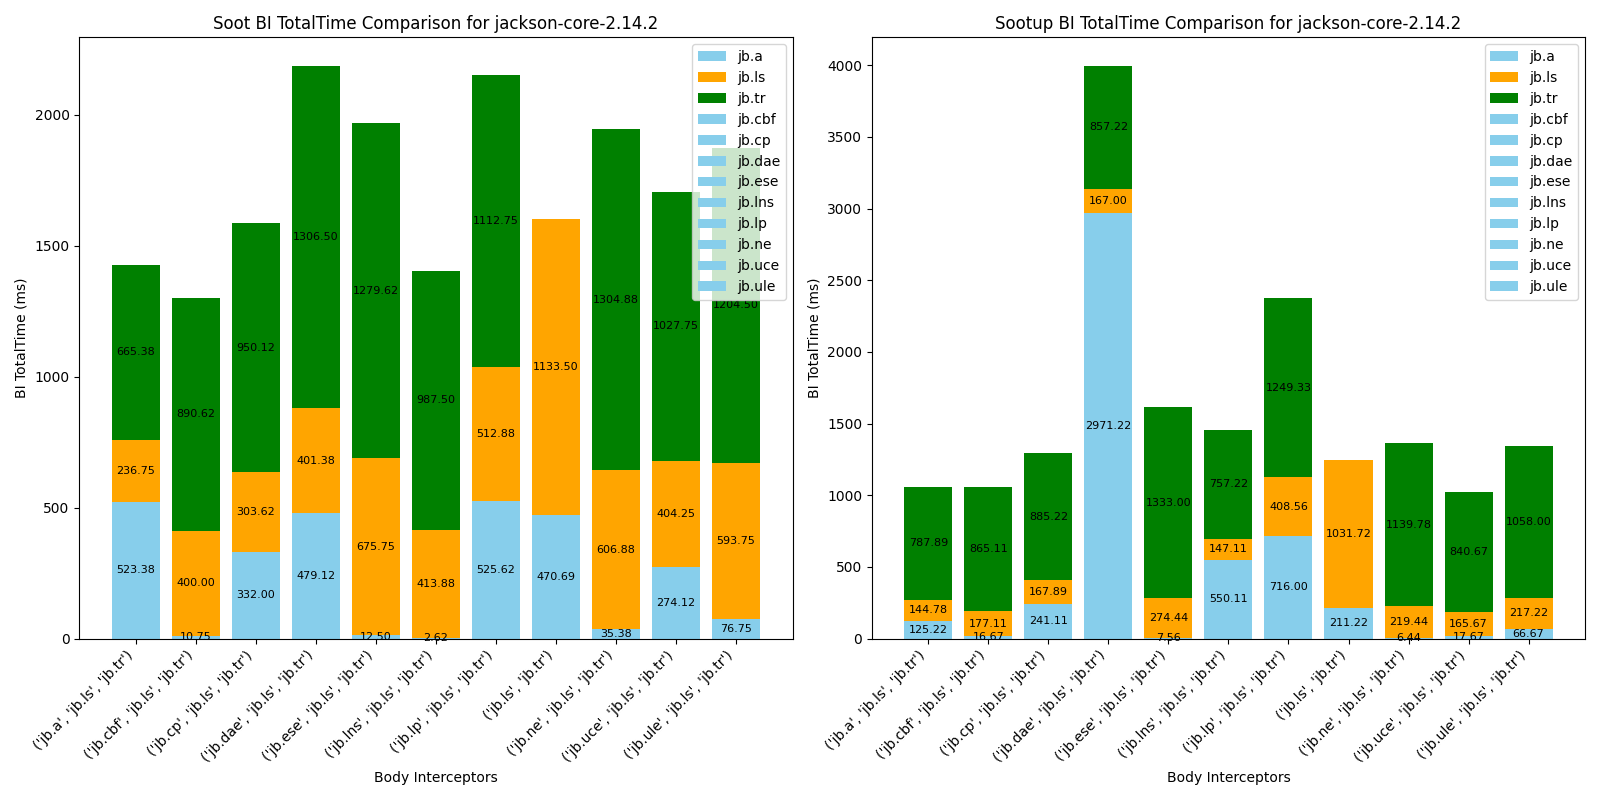 Soot BI TotalTime Comparison for jackson-core-2.14.2
BI TotalTime (ms)
2000
1500
1000
500
0
jb.a
jb.ls
jb.tr
jb.cbf
jb.cp
jb.dae
jb.ese
jb.lns
jb.lp
jb.ne
jb.uce
jb.ule
665.38
236.75
523.38
890.62
400.00
10.75
950.12
303.62
332.00
1306.50
401.38
479.12
1279.62
675.75
12.50
987.50
413.88
2.62
1112.75
512.88
525.62
1133.50
470.69
1304.88
606.88
35.38
1027.75
404.25
274.12
1204.50
593.75
76.75
('jb.a', 'jb.ls', 'jb.tr')
('jb.cbf', 'jb.ls', 'jb.tr')
('jb.cp', 'jb.ls', 'jb.tr')
('jb.dae', 'jb.ls', 'jb.tr')
('jb.ese', 'jb.ls', 'jb.tr')
('jb.lns', 'jb.ls', 'jb.tr')
('jb.lp', 'jb.ls', 'jb.tr')
('jb.ls', 'jb.tr')
('jb.ne', 'jb.ls', 'jb.tr')
('jb.uce', 'jb.ls', 'jb.tr')
('jb.ule', 'jb.ls', 'jb.tr')
Body Interceptors
Sootup BI TotalTime Comparison for jackson-core-2.14.2
BI TotalTime (ms)
4000
3500
3000
2500
2000
1500
1000
500
0
jb.a
jb.ls
jb.tr
jb.cbf
jb.cp
jb.dae
jb.ese
jb.lns
jb.lp
jb.ne
jb.uce
jb.ule
787.89
144.78
125.22
865.11
177.11
16.67
885.22
167.89
241.11
857.22
167.00
2971.22
1333.00
274.44
7.56
757.22
147.11
550.11
1249.33
408.56
716.00
1031.72
211.22
1139.78
219.44
6.44
840.67
165.67
17.67
1058.00
217.22
66.67
('jb.a', 'jb.ls', 'jb.tr')
('jb.cbf', 'jb.ls', 'jb.tr')
('jb.cp', 'jb.ls', 'jb.tr')
('jb.dae', 'jb.ls', 'jb.tr')
('jb.ese', 'jb.ls', 'jb.tr')
('jb.lns', 'jb.ls', 'jb.tr')
('jb.lp', 'jb.ls', 'jb.tr')
('jb.ls', 'jb.tr')
('jb.ne', 'jb.ls', 'jb.tr')
('jb.uce', 'jb.ls', 'jb.tr')
('jb.ule', 'jb.ls', 'jb.tr')
Body Interceptors